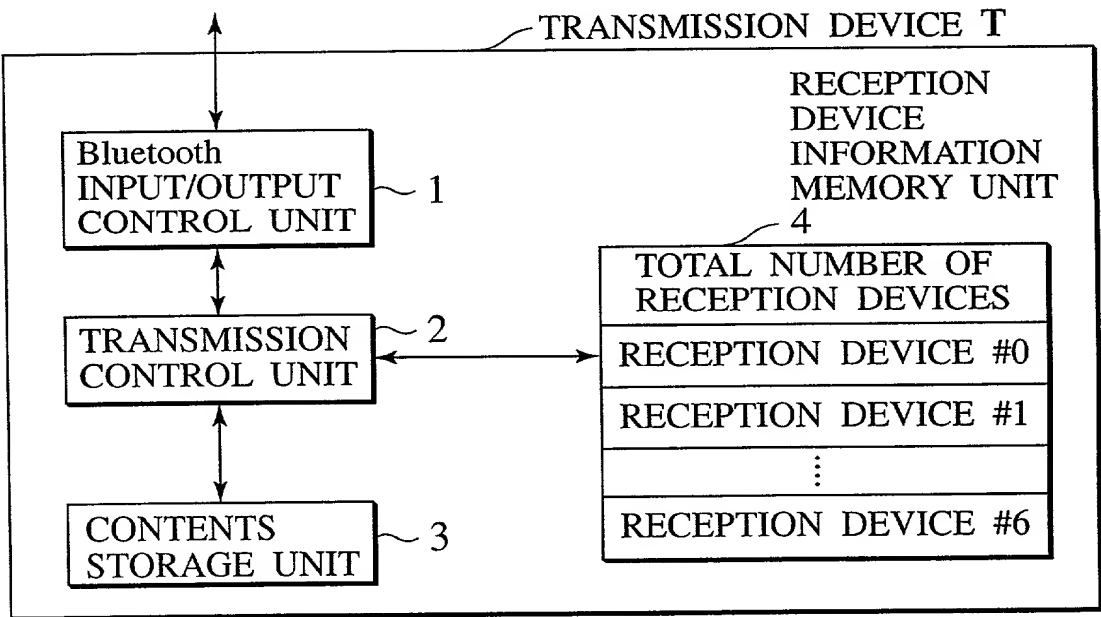 TRANSMISSION DEVICE T
RECEPTION
DEVICE
INFORMATION
MEMORY UNIT
4
Bluetooth
INPUT/OUTPUT
CONTROL UNIT
1
TRANSMISSION
CONTROL UNIT
2
CONTENTS
STORAGE UNIT
3
TOTAL NUMBER OF
RECEPTION DEVICES
RECEPTION DEVICE #0
RECEPTION DEVICE #1
RECEPTION DEVICE #6